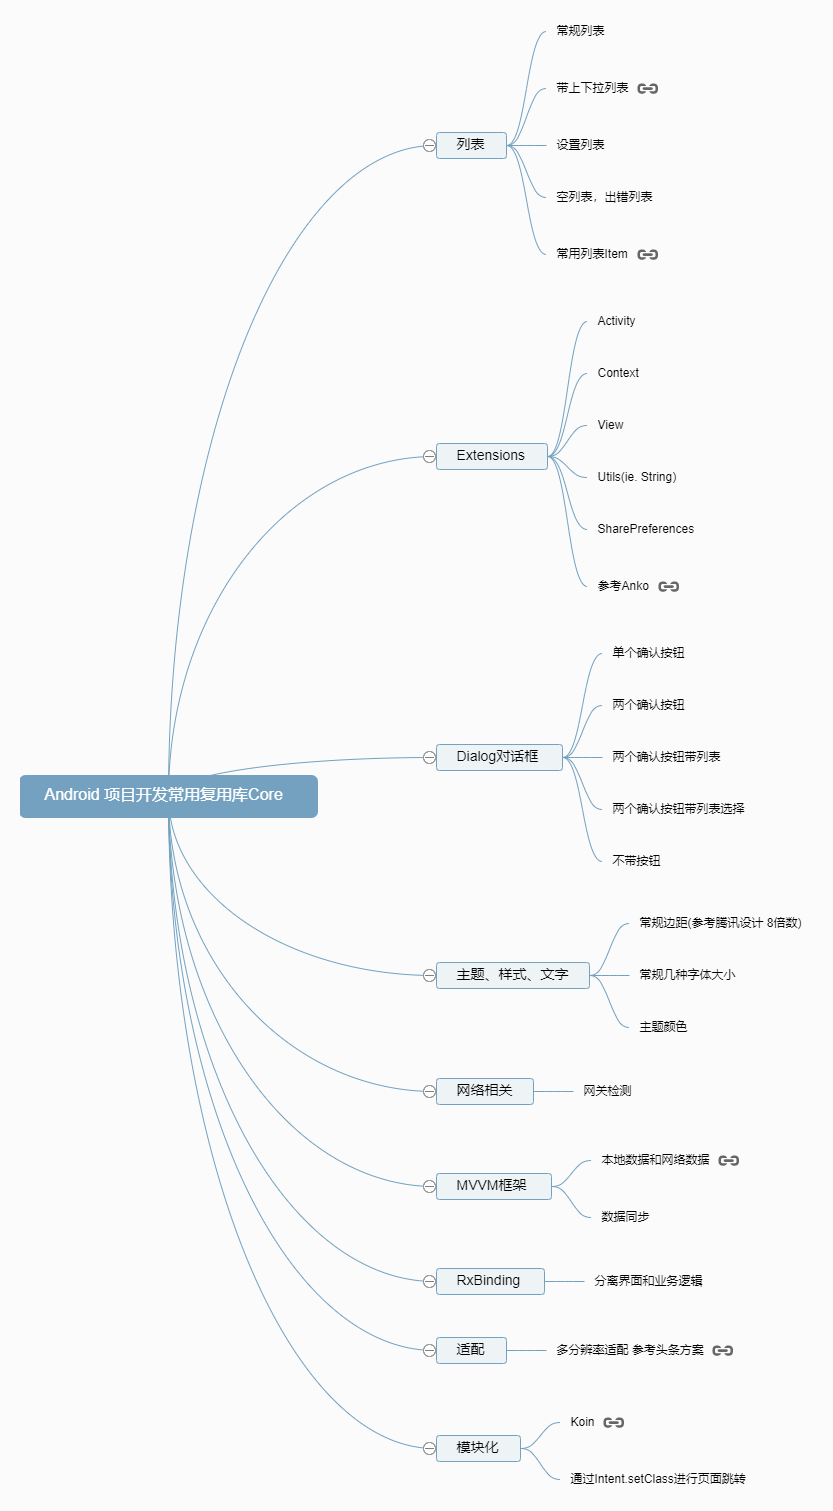 常规列表
带上下拉列表
列表
设置列表
空列表，出错列表
常用列表Item
Activity
Context
View
Extensions
Utils(ie. String)
SharePreferences
参考Anko
单个确认按钮
两个确认按钮
Dialog对话框
两个确认按钮带列表
Android 项目开发常用复用库Core
两个确认按钮带列表选择
不带按钮
常规边距(参考腾讯设计 8倍数)
主题、样式、文字
常规几种字体大小
主题颜色
网络相关
网关检测
本地数据和网络数据
MVVM框架
数据同步
RxBinding
分离界面和业务逻辑
适配
多分辨率适配 参考头条方案
Koin
模块化
通过Intent.setClass进行页面跳转